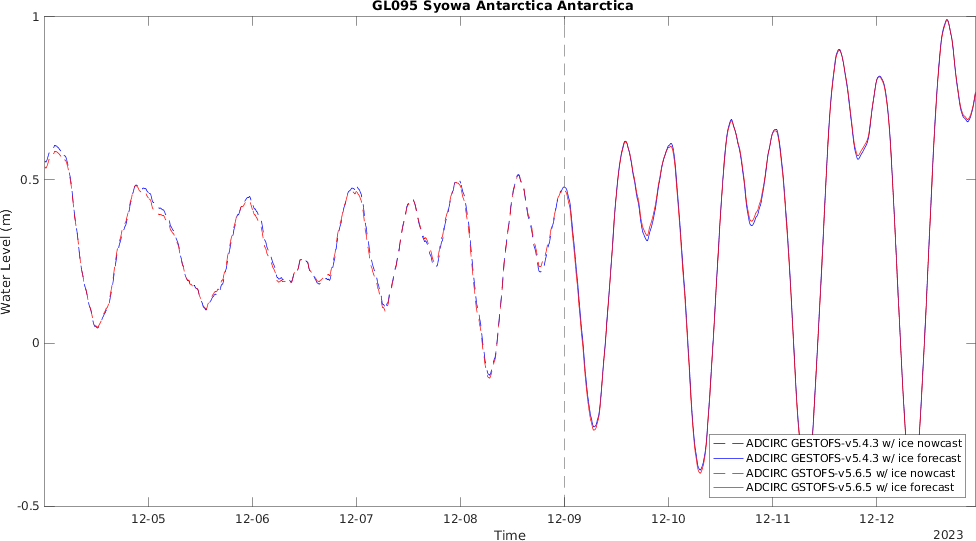 GL095 Syowa Antarctica Antarctica
1
0.5
0
-0.5
Water Level (m)
12-05 12-06 12-07 12-08 12-09 12-10 12-11 12-12
Time
2023
ADCIRC GESTOFS-v5.4.3 w/ ice nowcast
ADCIRC GESTOFS-v5.4.3 w/ ice forecast
ADCIRC GSTOFS-v5.6.5 w/ ice nowcast
ADCIRC GSTOFS-v5.6.5 w/ ice forecast